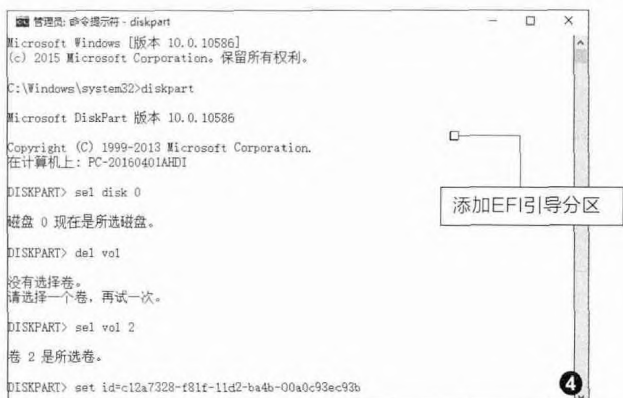 管理员: 命令提示符 - diskpart
Microsoft Windows [版本 10.0.10586]
(c) 2015 Microsoft Corporation。保留所有权利。
C:\Windows\system32>diskpart
Microsoft DiskPart 版本 10.0.10586
Copyright (C) 1999-2013 Microsoft Corporation.
在计算机上: PC-20160401AHDI
DISKPART> sel disk 0
磁盘 0 现在是所选磁盘。
DISKPART> del vol
没有选择卷。
请选择一个卷，再试一次。
DISKPART> sel vol 2
卷 2 是所选卷。
DISKPART> set id=c12a7328-f81f-11d2-ba4b-00a0c93ec93b
添加EFI引导分区
4